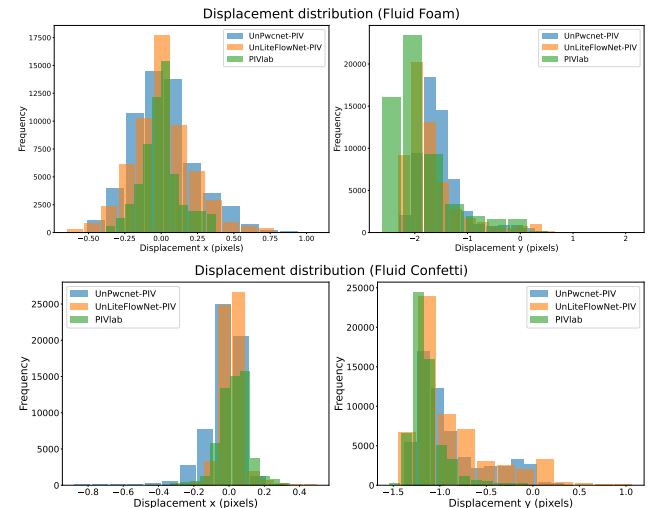 Displacement distribution (Fluid Foam)
17500
15000
12500
10000
7500
5000
2500
0
Frequency
−0.50 −0.25 0.00 0.25 0.50 0.75 1.00
Displacement x (pixels)
UnPwcnet-PIV
UnLiteFlowNet-PIV
PIVlab
20000
15000
10000
5000
0
Frequency
−2 −1 0 1 2
Displacement y (pixels)
UnPwcnet-PIV
UnLiteFlowNet-PIV
PIVlab
Displacement distribution (Fluid Confetti)
25000
20000
15000
10000
5000
0
Frequency
−0.8 −0.6 −0.4 −0.2 0.0 0.2 0.4
Displacement x (pixels)
UnPwcnet-PIV
UnLiteFlowNet-PIV
PIVlab
25000
20000
15000
10000
5000
0
Frequency
−1.5 −1.0 −0.5 0.0 0.5 1.0
Displacement y (pixels)
UnPwcnet-PIV
UnLiteFlowNet-PIV
PIVlab